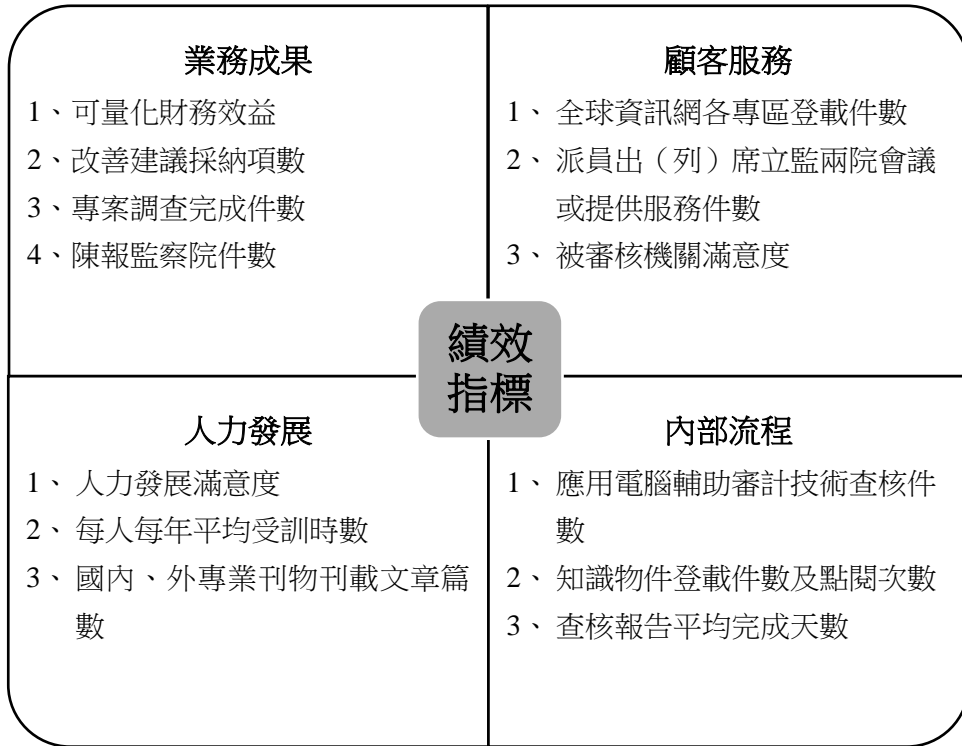 業務成果
1、可量化財務效益
2、改善建議採納項數
3、專案調查完成件數
4、陳報監察院件數
顧客服務
1、全球資訊網各專區登載件數
2、派員出（列）席立監兩院會議
或提供服務件數
3、被審核機關滿意度
績效
指標
人力發展
1、人力發展滿意度
2、每人每年平均受訓時數
3、國內、外專業刊物刊載文章篇
數
內部流程
1、應用電腦輔助審計技術查核件
數
2、知識物件登載件數及點閱次數
3、查核報告平均完成天數